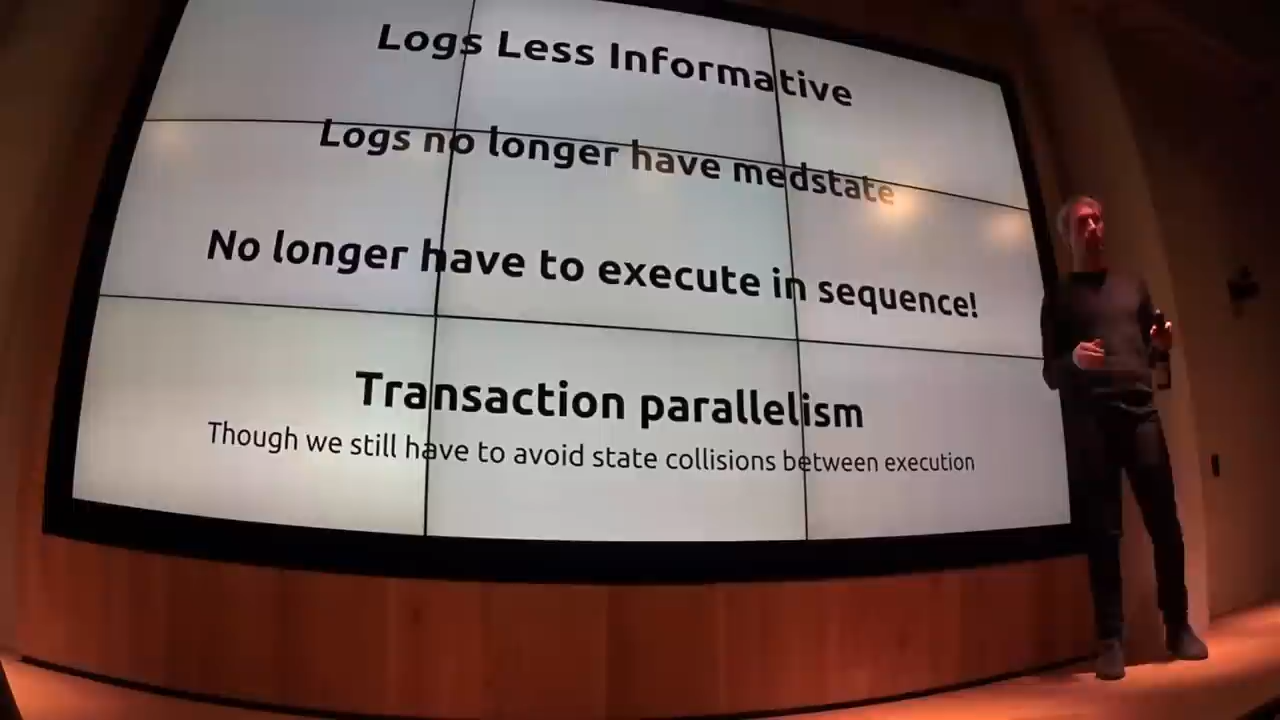 Logs Less Informative
Logs no longer have medstate
No longer have to execute in sequence!
Transaction parallelism
Though we still have to avoid state collisions between execution